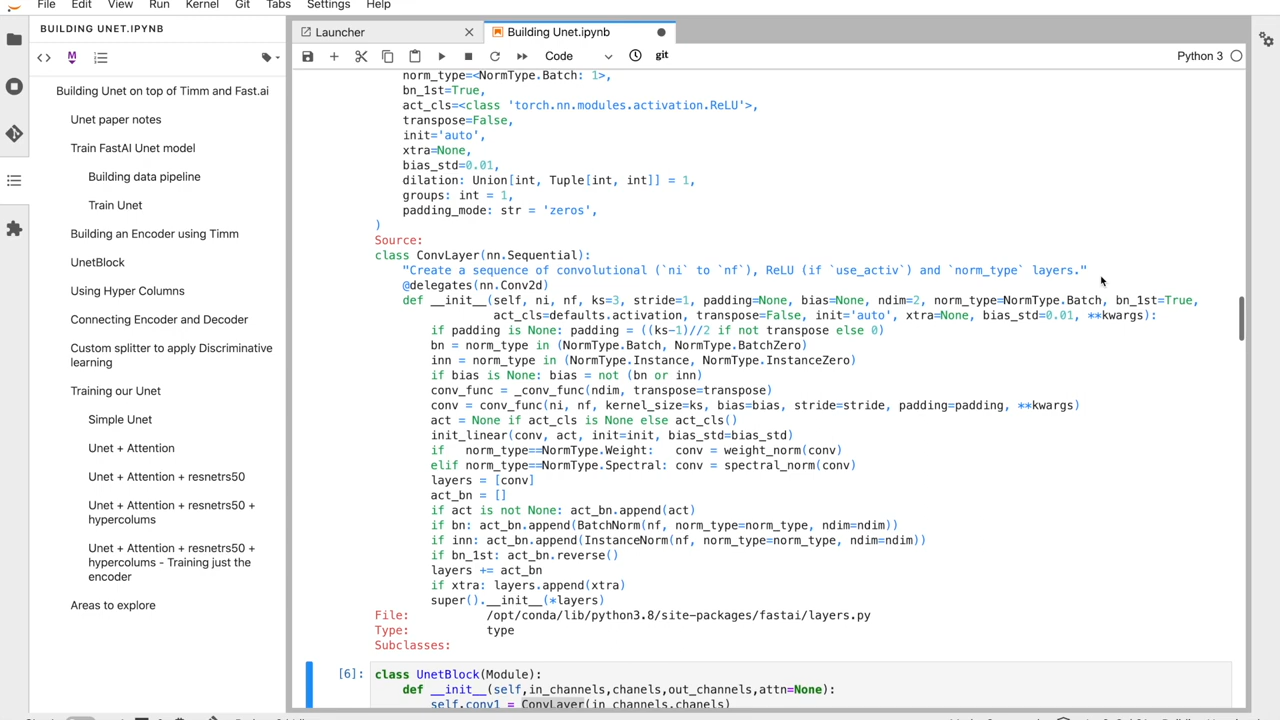 File Edit View Run Kernel Git Tabs Settings Help
BUILDING UNET.IPYNB
Launcher
Building Unet.ipynb
Code
git
Python 3
Building Unet on top of Timm and Fast.ai
Unet paper notes
Train FastAI Unet model
Building data pipeline
Train Unet
Building an Encoder using Timm
UnetBlock
Using Hyper Columns
Connecting Encoder and Decoder
Custom splitter to apply Discriminative
learning
Training our Unet
Simple Unet
Unet + Attention
Unet + Attention + resnetrs50
Unet + Attention + resnetrs50 +
hypercolums
Unet + Attention + resnetrs50 +
hypercolums - Training just the
encoder
Areas to explore
norm_type=<NormType.Batch: 1>,
bn_1st=True,
act_cls=<class 'torch.nn.modules.activation.ReLU'>,
transpose=False,
init='auto',
xtra=None,
bias_std=0.01,
dilation: Union[int, Tuple[int, int]] = 1,
groups: int = 1,
padding_mode: str = 'zeros',
)
Source:
class ConvLayer(nn.Sequential):
"Create a sequence of convolutional (`ni` to `nf`), ReLU (if `use_activ`) and `norm_type` layers."
@delegates(nn.Conv2d)
def __init__(self, ni, nf, ks=3, stride=1, padding=None, bias=None, ndim=2, norm_type=NormType.Batch, bn_1st=True,
act_cls=defaults.activation, transpose=False, init='auto', xtra=None, bias_std=0.01, **kwargs):
if padding is None: padding = ((ks-1)//2 if not transpose else 0)
bn = norm_type in (NormType.Batch, NormType.BatchZero)
inn = norm_type in (NormType.Instance, NormType.InstanceZero)
if bias is None: bias = not (bn or inn)
conv_func = _conv_func(ndim, transpose=transpose)
conv = conv_func(ni, nf, kernel_size=ks, bias=bias, stride=stride, padding=padding, **kwargs)
act = None if act_cls is None else act_cls()
init_linear(conv, act, init=init, bias_std=bias_std)
if   norm_type==NormType.Weight:   conv = weight_norm(conv)
elif norm_type==NormType.Spectral: conv = spectral_norm(conv)
layers = [conv]
act_bn = []
if act is not None: act_bn.append(act)
if bn: act_bn.append(BatchNorm(nf, norm_type=norm_type, ndim=ndim))
if inn: act_bn.append(InstanceNorm(nf, norm_type=norm_type, ndim=ndim))
if bn_1st: act_bn.reverse()
layers += act_bn
if xtra: layers.append(xtra)
super().__init__(*layers)
File: /opt/conda/lib/python3.8/site-packages/fastai/layers.py
Type: type
Subclasses:
[6]: class UnetBlock(Module):
def __init__(self,in_channels,chanels,out_channels,attn=None):
self.conv1 = ConvLayer(in_channels,chanels)